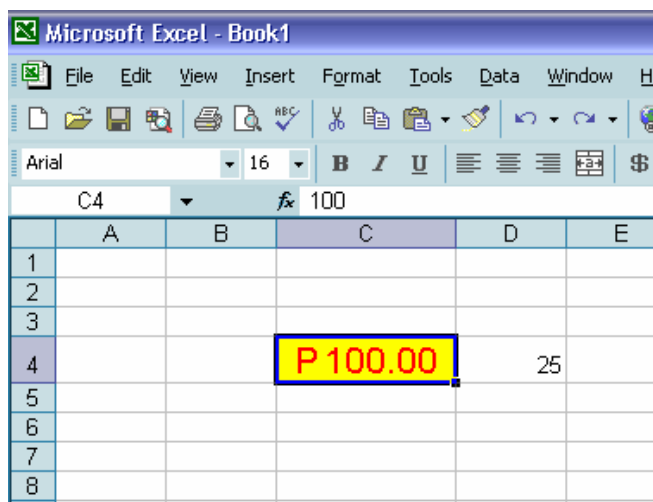 Microsoft Excel - Book1
File Edit View Insert Format Tools Data Window H
ABC
Arial 16 B I U $
C4 fx 100
A B C D E
1
2
3
4 P 100.00 25
5
6
7
8